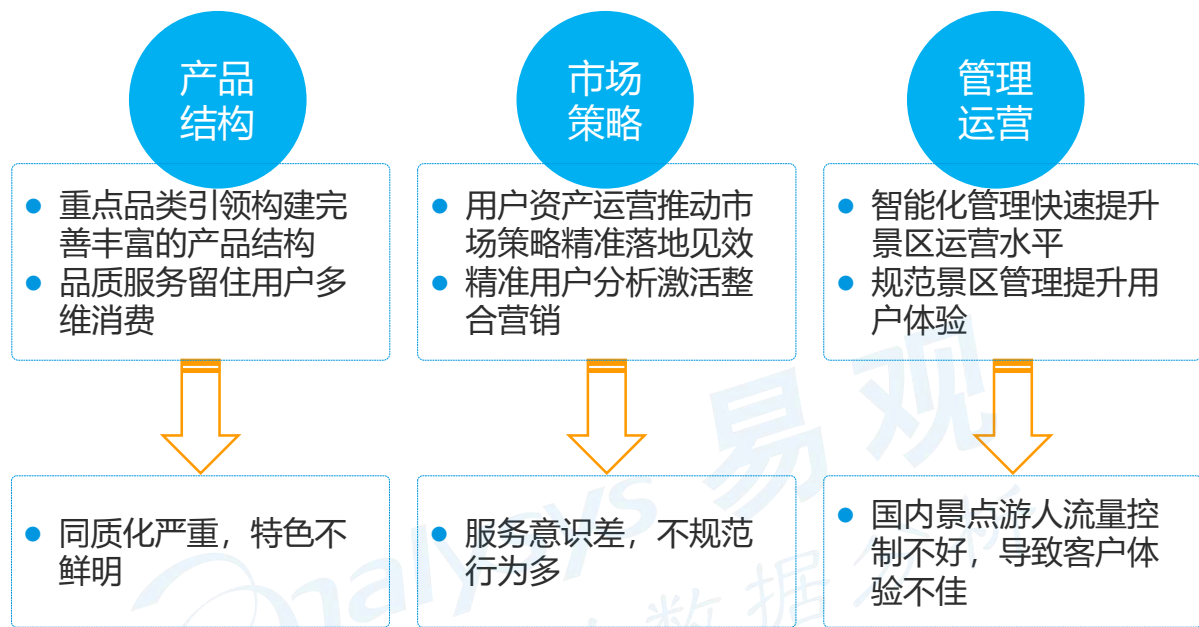 产品
结构
重点品类引领构建完
善丰富的产品结构
品质服务留住用户多
维消费
同质化严重，特色不
鲜明
市场
策略
用户资产运营推动市
场策略精准落地见效
精准用户分析激活整
合营销
服务意识差，不规范
行为多
管理
运营
智能化管理快速提升
景区运营水平
规范景区管理提升用
户体验
国内景点游人流量控
制不好，导致客户体
验不佳
nalysys 易观
数据分析